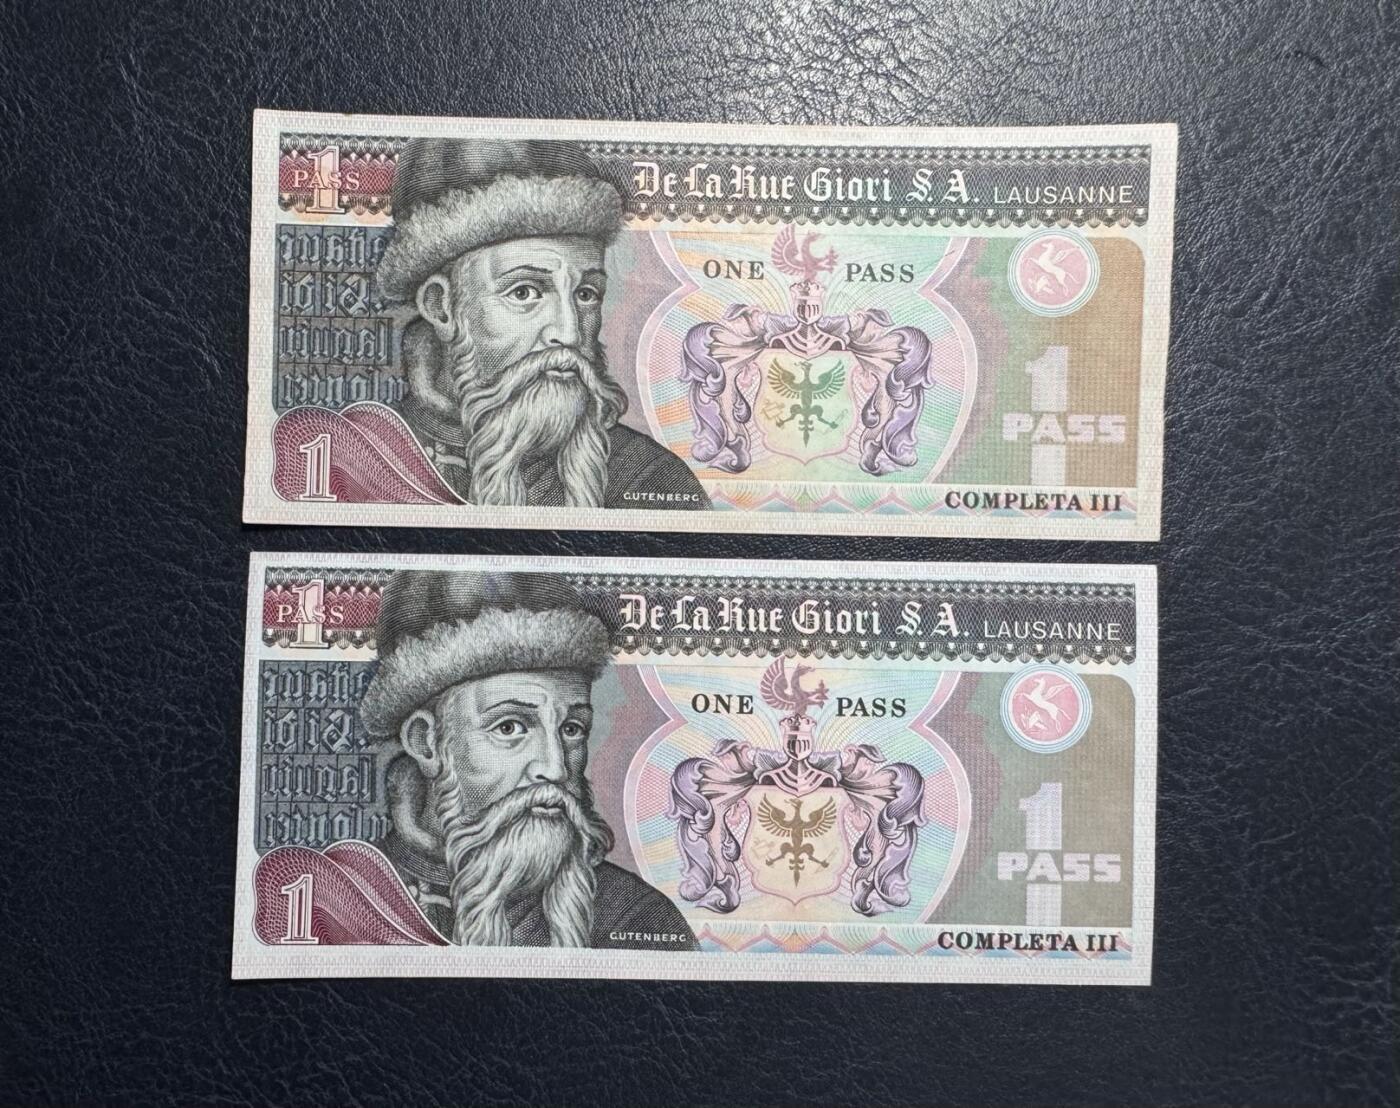 1
PASS
De La Rue Giori S.A. LAUSANNE
ONE PASS
1
PASS
1
GUTENBERG
COMPLETA III
1
PASS
De La Rue Giori S.A. LAUSANNE
ONE PASS
1
PASS
1
GUTENBERG
COMPLETA III